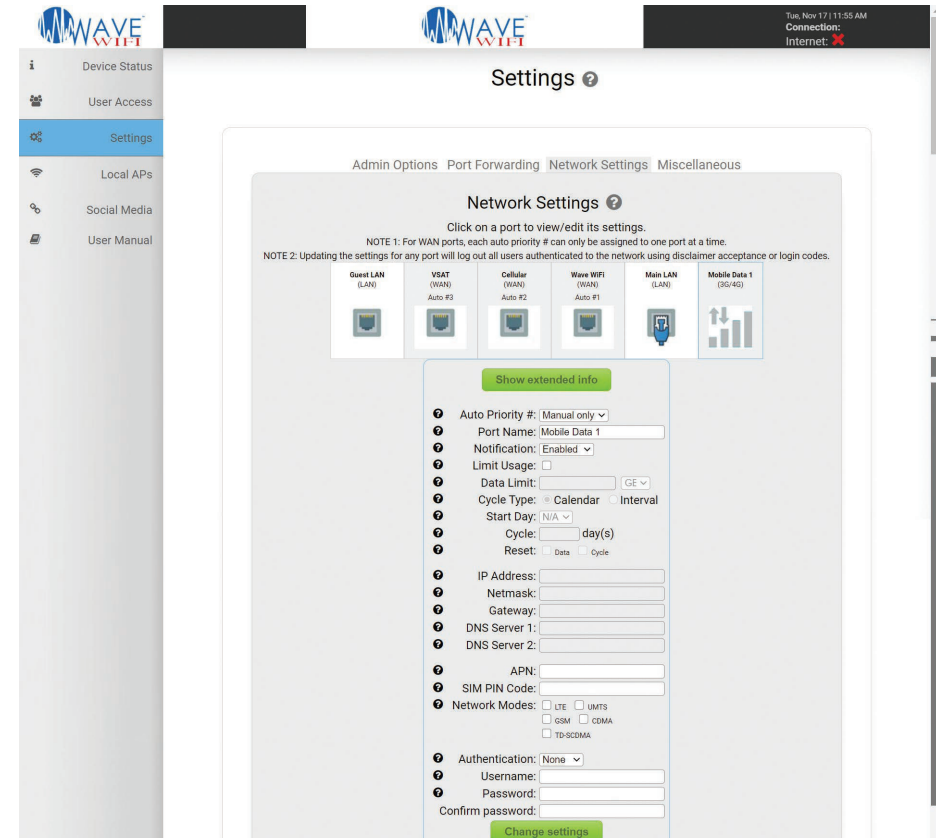 WAVE
WIFI
WAVE
WIFI
Tue, Nov 17 | 11:55 AM
Connection:
Internet:
Device Status
User Access
Settings
Local APs
Social Media
User Manual
Settings
Admin Options Port Forwarding Network Settings Miscellaneous
Network Settings
Click on a port to view/edit its settings.
NOTE 1: For WAN ports, each auto priority # can only be assigned to one port at a time.
NOTE 2: Updating the settings for any port will log out all users authenticated to the network using disclaimer acceptance or login codes.
Guest LAN VSAT Cellular Wave WiFi Main LAN Mobile Data 1
(LAN) (WAN) (WAN) (WAN) (LAN) (3G/4G)
Auto #3 Auto #2 Auto #1
Show extended info
Auto Priority #: Manual only
Port Name: Mobile Data 1
Notification: Enabled
Limit Usage:
Data Limit: GE
Cycle Type: Calendar Interval
Start Day: N/A
Cycle: day(s)
Reset: Data Cycle
IP Address:
Netmask:
Gateway:
DNS Server 1:
DNS Server 2:
APN:
SIM PIN Code:
Network Modes: LTE UMTS
GSM CDMA
TD-SCDMA
Authentication: None
Username:
Password:
Confirm password:
Change settings